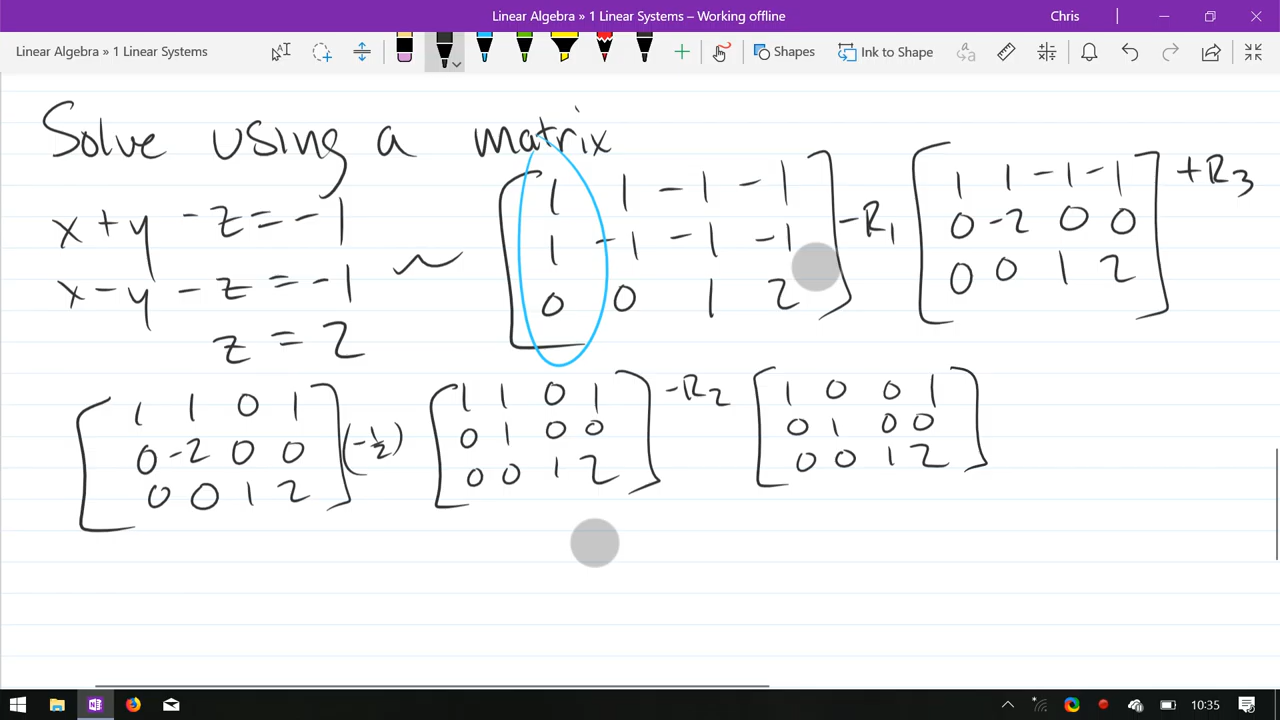 Linear Algebra » 1 Linear Systems – Working offline
Chris
Linear Algebra » 1 Linear Systems
Shapes
Ink to Shape
Solve using a matrix
x + y - z = -1
x - y - z = -1
z = 2
~
1 1 -1 -1
1 -1 -1 -1 -R1
0 0 1 2
1 1 -1 -1 +R3
0 -2 0 0
0 0 1 2
1 1 0 1
0 -2 0 0 (-1/2)
0 0 1 2
1 1 0 1 -R2
0 1 0 0
0 0 1 2
1 0 0 1
0 1 0 0
0 0 1 2
10:35